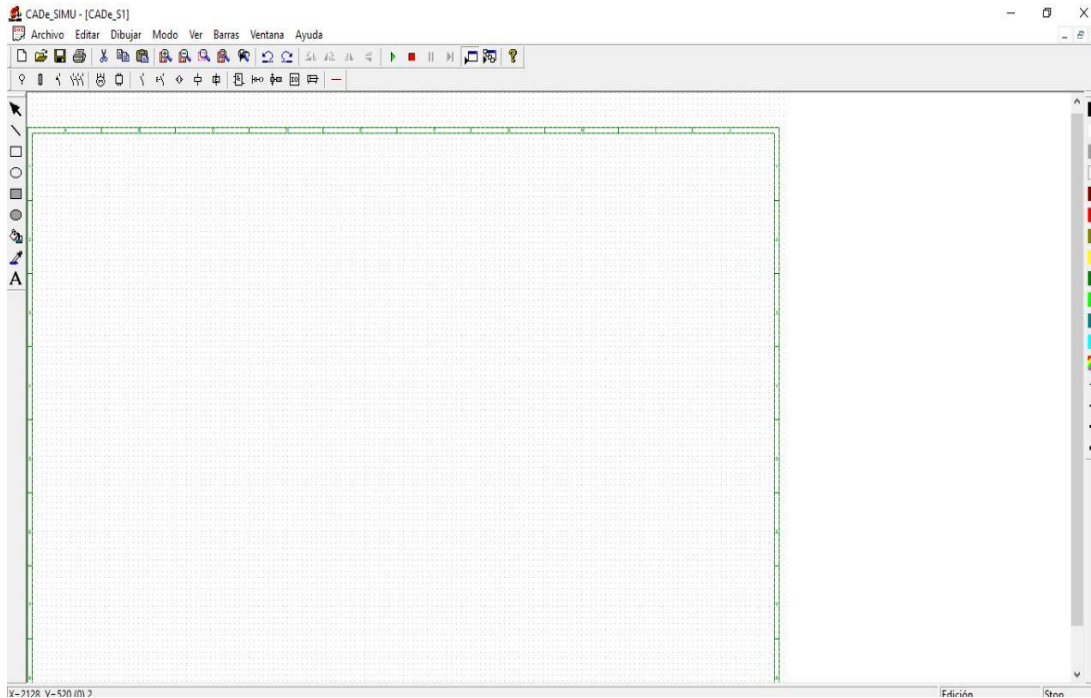 CADe_SIMU - [CADe_S1]
Archivo Editar Dibujar Modo Ver Barras Ventana Ayuda
A
X=2128, Y=520 (0) 2
Edición
Stop